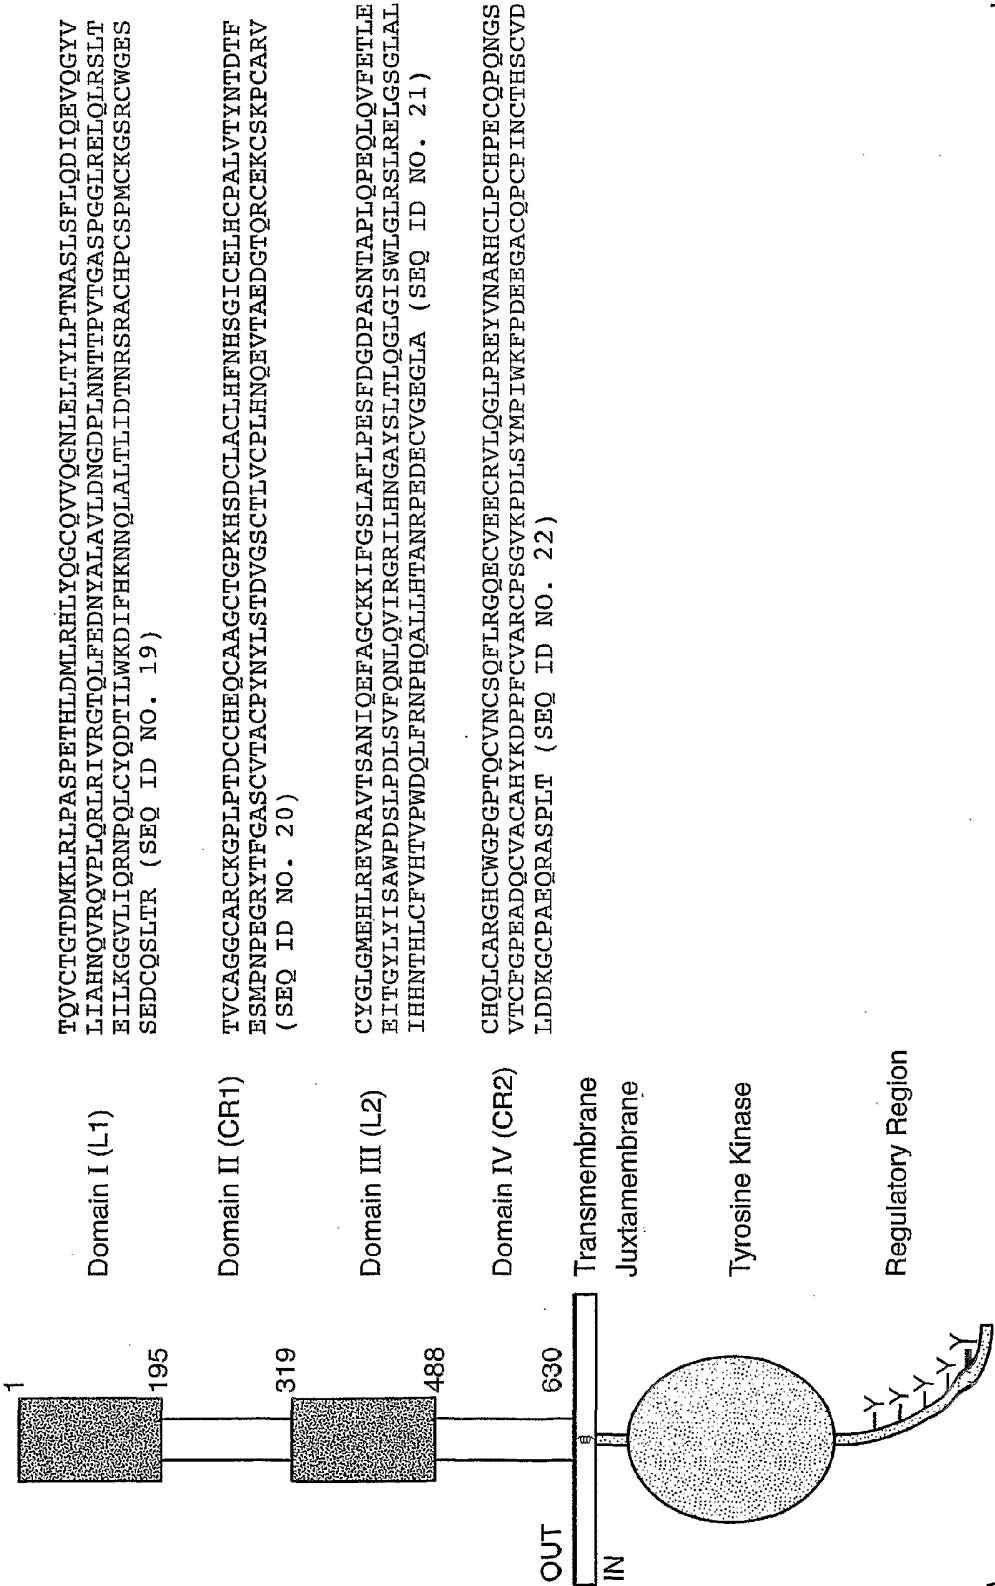 1
Domain I (L1)
TQVCTGTDMKLRLPASPETHLDMLRHLYQGCQVVQGNLELTYLPTNASLSFLQDIQEVQGYV
LIAHNQVRQVPLQRLRIVRGTQLFEDNYALAVLDNGDPLNNTTPVTGASPGGLRELQLRSLT
EILKGGVLIQRNPQLCYQDTILWKDIFHKNNQLALTLIDTNRSRACHPCSPMCKGSRCWGES
SEDCQSLTR (SEQ ID NO. 19)
195
Domain II (CR1)
TVCAGGCARCKGPLPTDCCHEQCAAGCTGPKHSDCLACLHFNHSGICELHCPALVTYNTDTF
ESMPNPEGRYTFGASCVTACPYNYLSTDVGSCTLVCPLHNQEVTAEDGTQRCEKCSKPCARV
(SEQ ID NO. 20)
319
Domain III (L2)
CYGLGMEHLREVRAVTSANIQEFAGCKKIFGSLAFLPESFDGDPASNTAPLQPEQLQVFETLE
EITGYLYISAWPDSLPDLSVFQNLQVIRGRILHNGAYSLTLQGLGISWLGLRSLRELGSGLAL
IHHNTHLCFVHTVPWDQLFRNPHQALLHTANRPEDECVGEGLA (SEQ ID NO. 21)
488
Domain IV (CR2)
CHQLCARGHCWGPGPTQCVNCSQFLRGQECVEECRVLQGLPREYVNARHCLPCHPECQPQNGS
VTCFGPEADQCVACAHYKDPPFCVARCPSGVKPDLSYMPIWKFPDEEGACQPCPINCTHSCVD
LDDKGCPAEQRASPLT (SEQ ID NO. 22)
630
OUT
Transmembrane
IN
Juxtamembrane
Tyrosine Kinase
Regulatory Region
Y
Y
Y
Y
Y